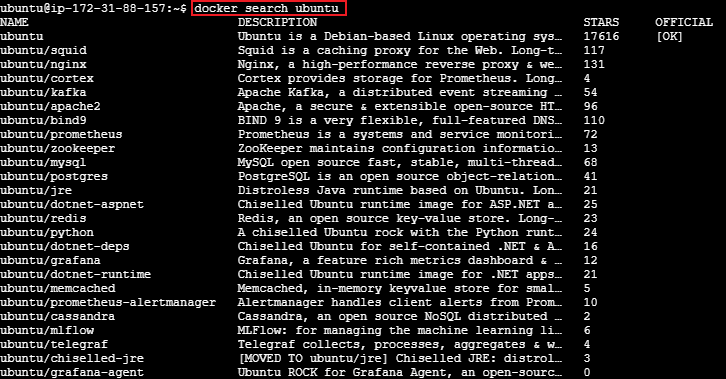 ubuntu@ip-172-31-88-157:~$ docker search ubuntu
NAME DESCRIPTION STARS OFFICIAL
ubuntu Ubuntu is a Debian-based Linux operating sys… 17616 [OK]
ubuntu/squid Squid is a caching proxy for the Web. Long-t… 117
ubuntu/nginx Nginx, a high-performance reverse proxy & we… 131
ubuntu/cortex Cortex provides storage for Prometheus. Long… 4
ubuntu/kafka Apache Kafka, a distributed event streaming … 54
ubuntu/apache2 Apache, a secure & extensible open-source HT… 96
ubuntu/bind9 BIND 9 is a very flexible, full-featured DNS… 110
ubuntu/prometheus Prometheus is a systems and service monitori… 72
ubuntu/zookeeper ZooKeeper maintains configuration informatio… 13
ubuntu/mysql MySQL open source fast, stable, multi-thread… 68
ubuntu/postgres PostgreSQL is an open source object-relation… 41
ubuntu/jre Distroless Java runtime based on Ubuntu. Lon… 21
ubuntu/dotnet-aspnet Chiselled Ubuntu runtime image for ASP.NET a… 25
ubuntu/redis Redis, an open source key-value store. Long-… 23
ubuntu/python A chiselled Ubuntu rock with the Python runt… 24
ubuntu/dotnet-deps Chiselled Ubuntu for self-contained .NET & A… 16
ubuntu/grafana Grafana, a feature rich metrics dashboard & … 12
ubuntu/dotnet-runtime Chiselled Ubuntu runtime image for .NET apps… 21
ubuntu/memcached Memcached, in-memory keyvalue store for smal… 5
ubuntu/prometheus-alertmanager Alertmanager handles client alerts from Prom… 10
ubuntu/cassandra Cassandra, an open source NoSQL distributed … 2
ubuntu/mlflow MLFlow: for managing the machine learning li… 6
ubuntu/telegraf Telegraf collects, processes, aggregates & w… 4
ubuntu/chiselled-jre [MOVED TO ubuntu/jre] Chiselled JRE: distrol… 3
ubuntu/grafana-agent Ubuntu ROCK for Grafana Agent, an open-sourc… 0